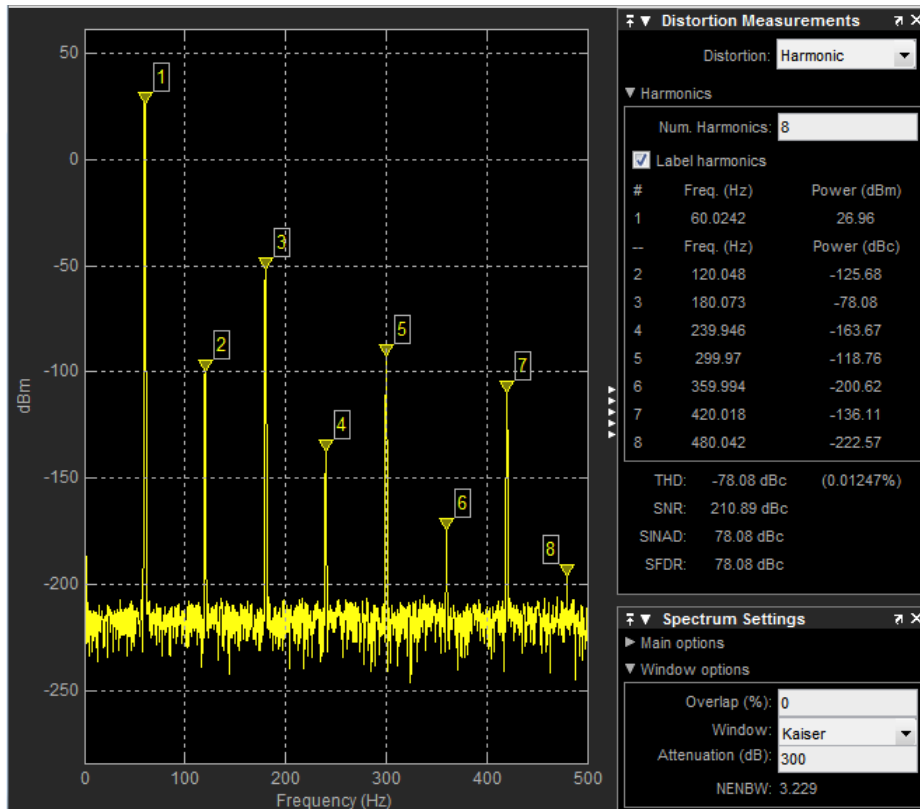 50
0
-50
-100
-150
-200
-250
dBm
0 100 200 300 400 500
Frequency (Hz)
1
2
3
4
5
6
7
8
Distortion Measurements
Distortion: Harmonic
Harmonics
Num. Harmonics: 8
Label harmonics
# Freq. (Hz) Power (dBm)
1 60.0242 26.96
-- Freq. (Hz) Power (dBc)
2 120.048 -125.68
3 180.073 -78.08
4 239.946 -163.67
5 299.97 -118.76
6 359.994 -200.62
7 420.018 -136.11
8 480.042 -222.57
THD: -78.08 dBc (0.01247%)
SNR: 210.89 dBc
SINAD: 78.08 dBc
SFDR: 78.08 dBc
Spectrum Settings
Main options
Window options
Overlap (%): 0
Window: Kaiser
Attenuation (dB): 300
NENBW: 3.229